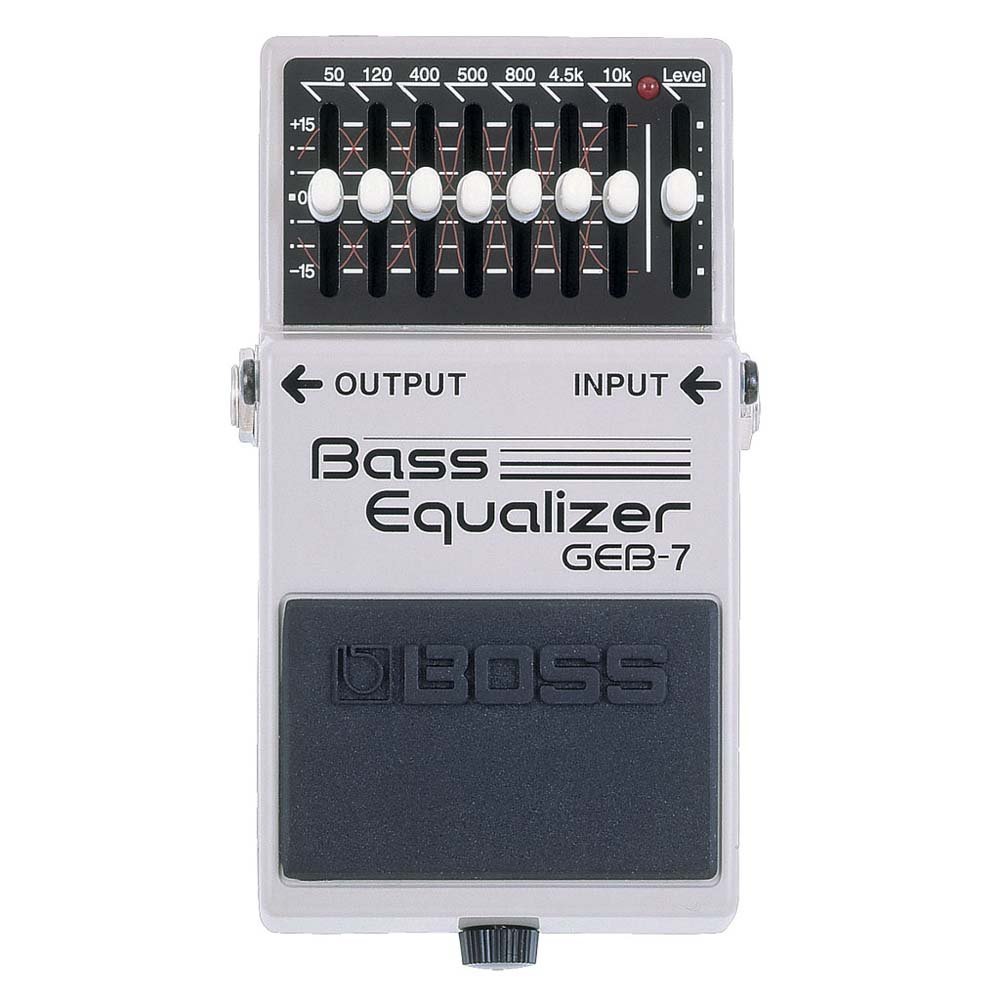 50 120 400 500 800 4.5k 10k Level
+15
0
-15
OUTPUT INPUT
Bass
Equalizer
GEB-7
BOSS